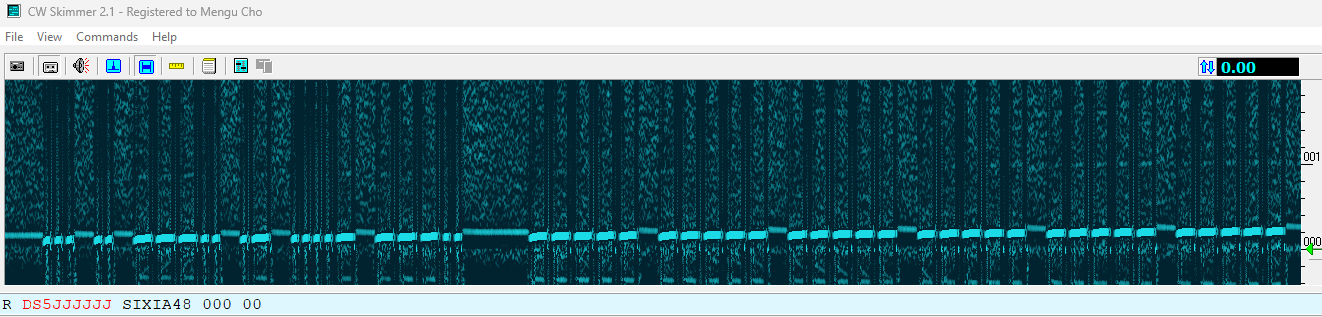 CW Skimmer 2.1 - Registered to Mengu Cho
File View Commands Help
0.00
001
000
R DS5JJJJJJ SIXIA48 000 00